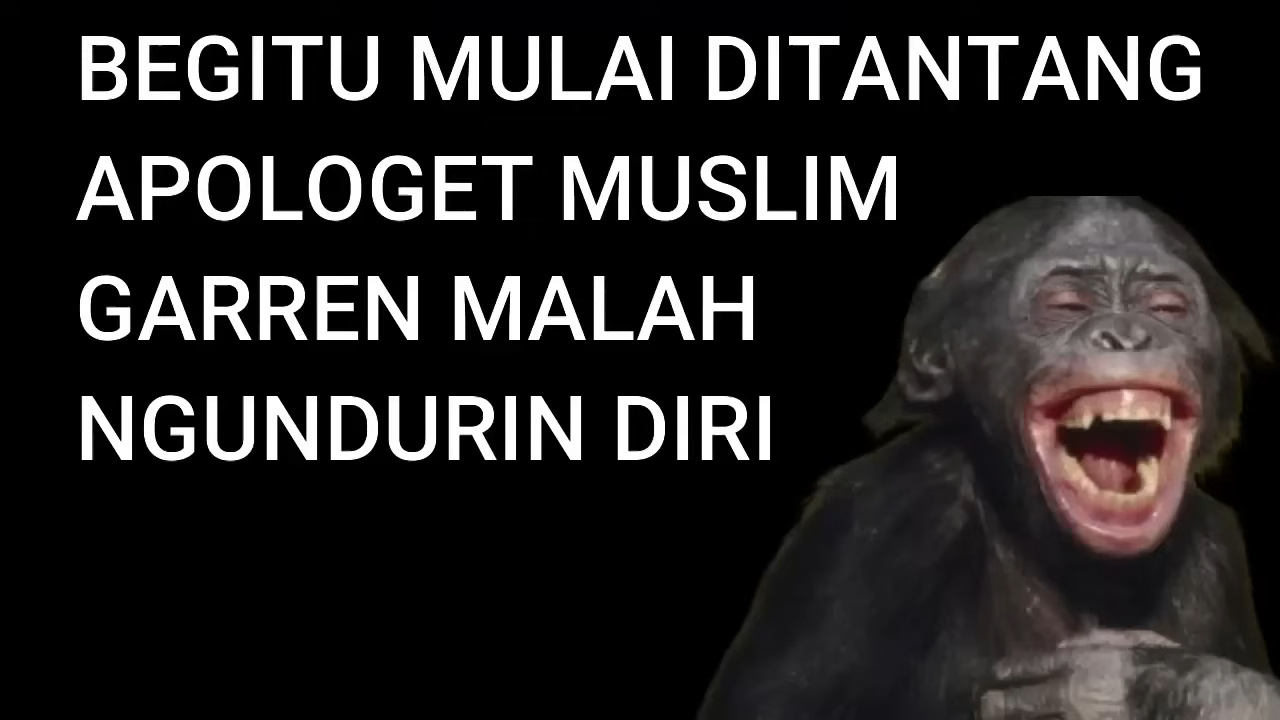 BEGITU MULAI DITANTANG
APOLOGET MUSLIM
GARREN MALAH
NGUNDURIN DIRI